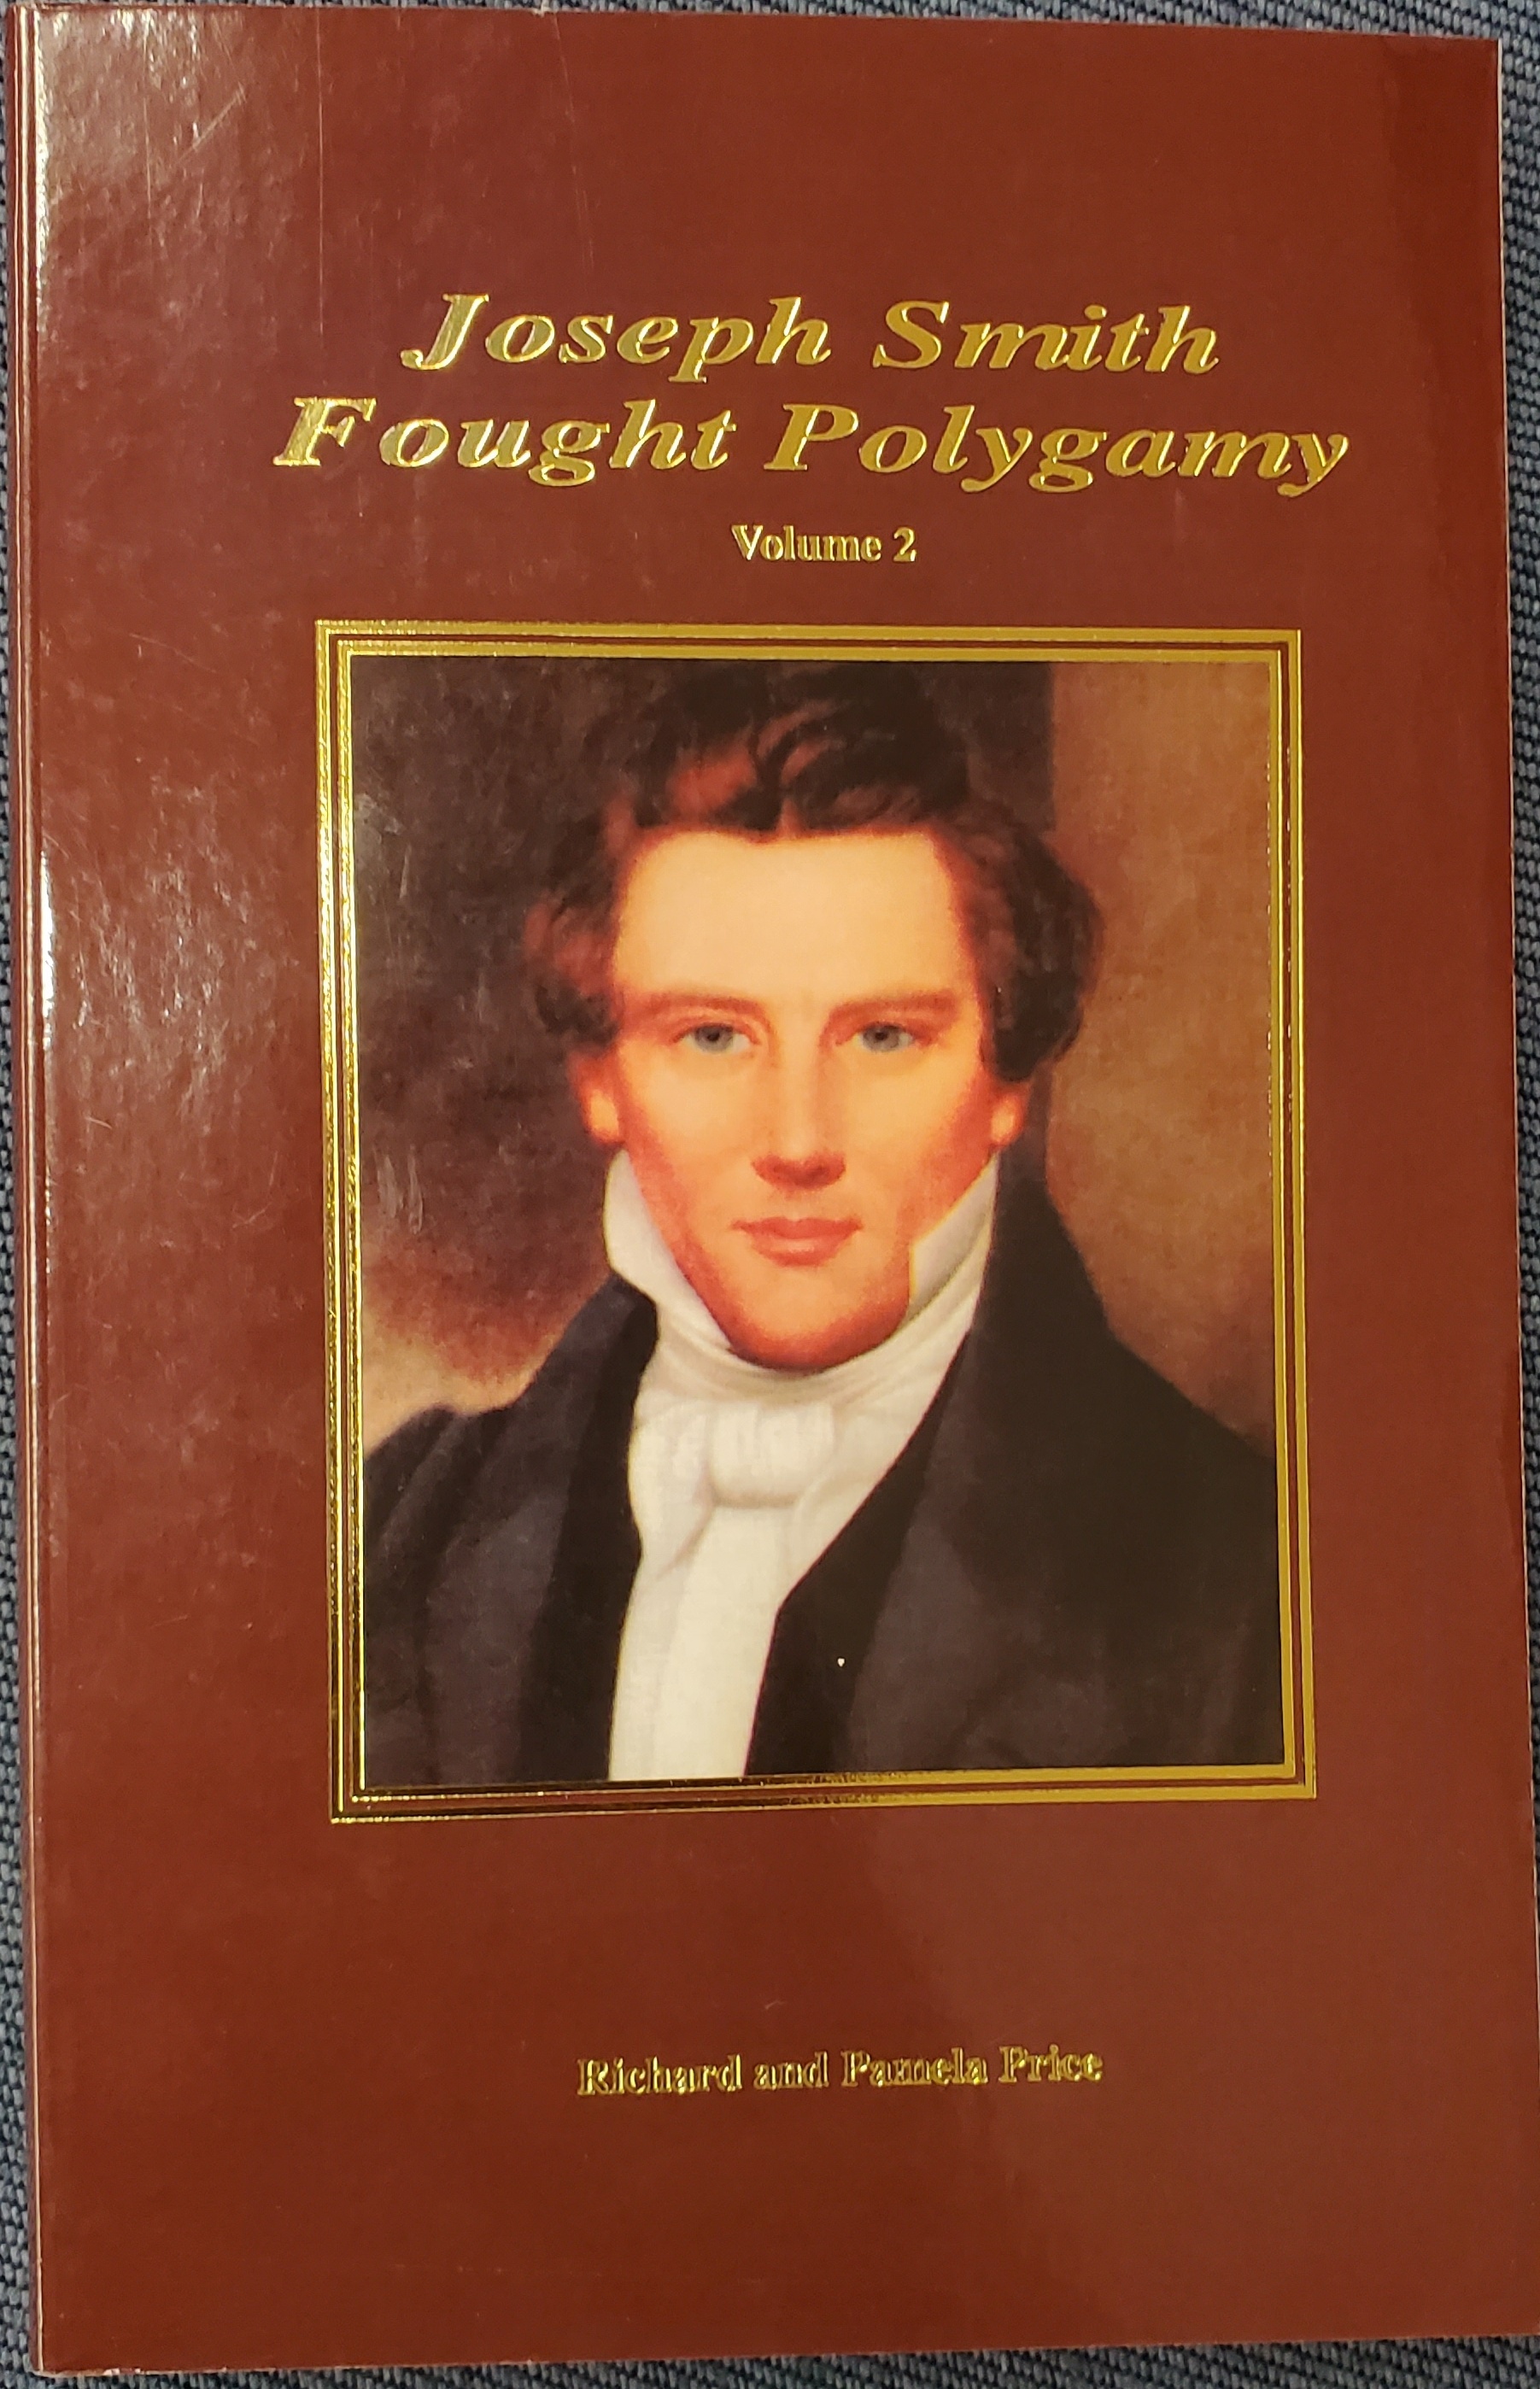 Joseph Smith
Fought Polygamy
Volume 2
Richard and Pamela Price